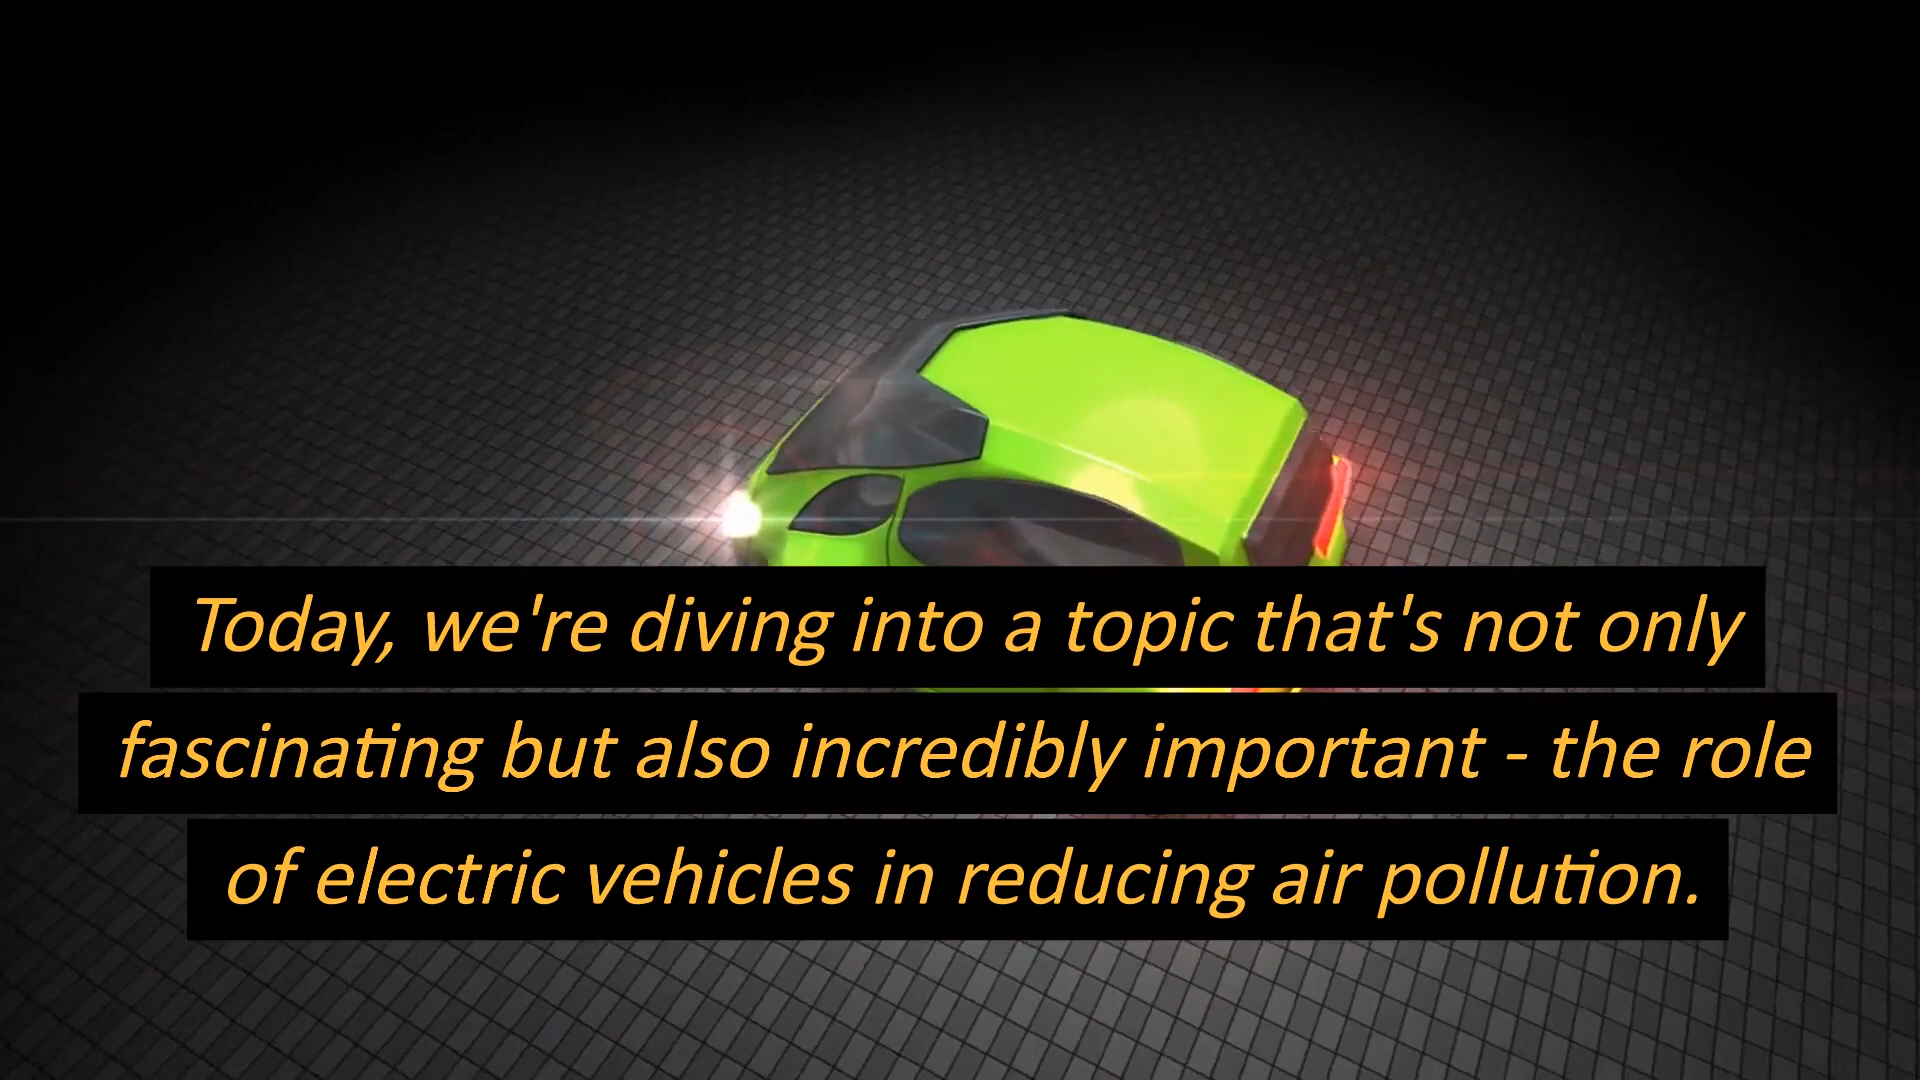 Today, we're diving into a topic that's not only
fascinating but also incredibly important - the role
of electric vehicles in reducing air pollution.